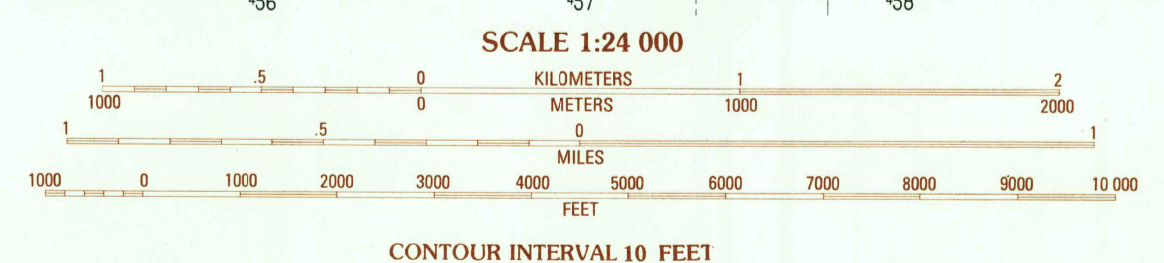 SCALE 1:24 000
1 .5 0 KILOMETERS 1 2
1000 0 METERS 1000 2000
1 .5 0 1
MILES
1000 0 1000 2000 3000 4000 5000 6000 7000 8000 9000 10 000
FEET
CONTOUR INTERVAL 10 FEET